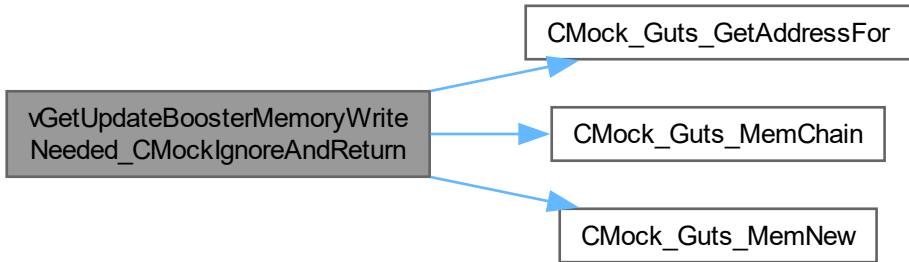 CMock_Guts_GetAddressFor
vGetUpdateBoosterMemoryWrite
Needed_CMockIgnoreAndReturn
CMock_Guts_MemChain
CMock_Guts_MemNew